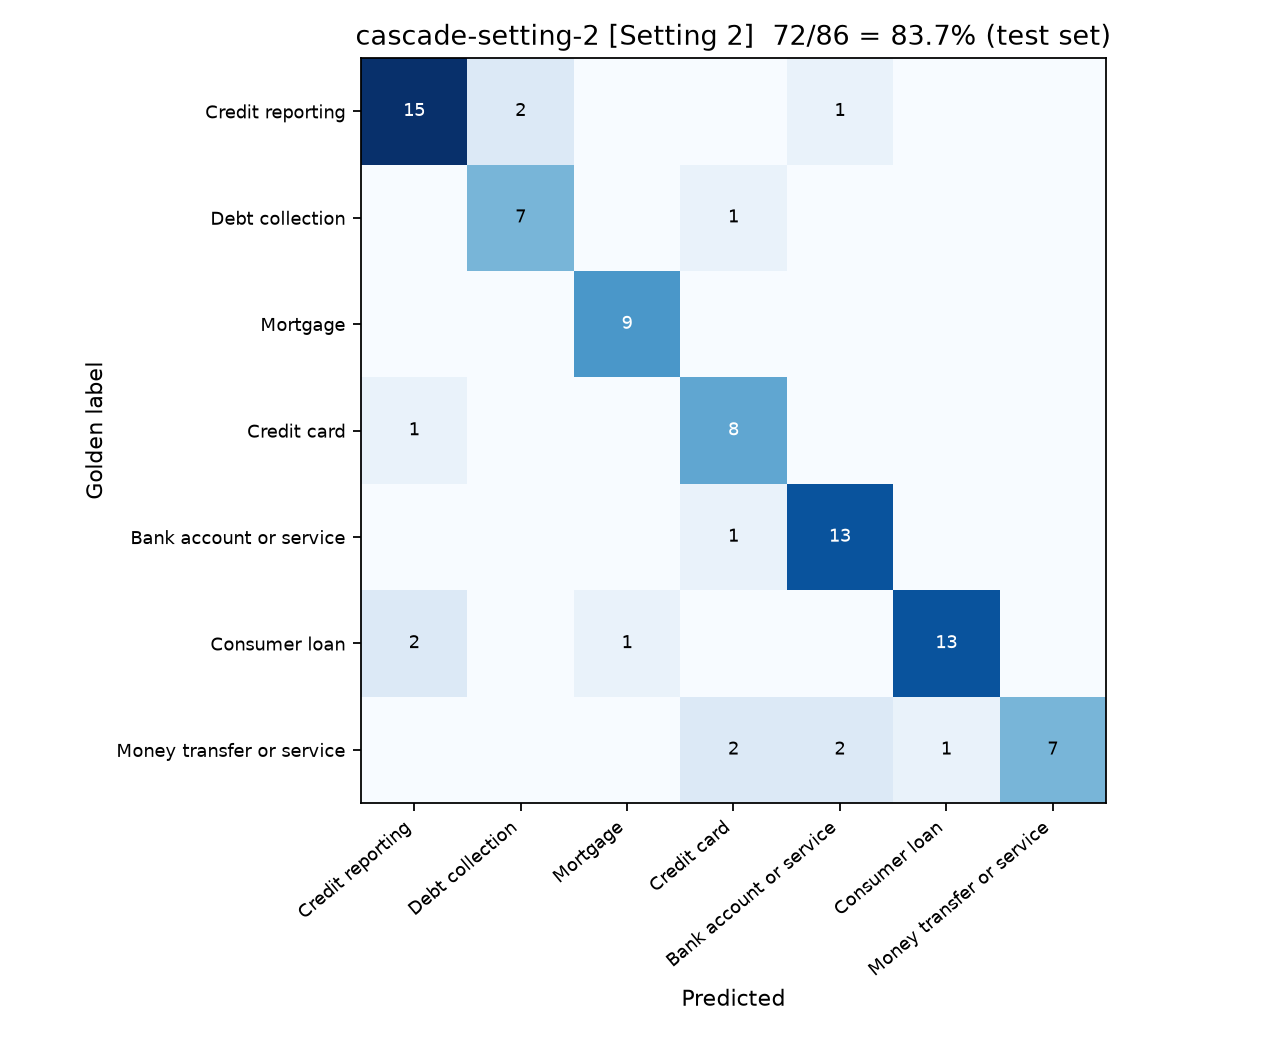 cascade-setting-2 [Setting 2]  72/86 = 83.7% (test set)
Golden label
Credit reporting 15 2 1
Debt collection 7 1
Mortgage 9
Credit card 1 8
Bank account or service 1 13
Consumer loan 2 1 13
Money transfer or service 2 2 1 7
Credit reporting
Debt collection
Mortgage
Credit card
Bank account or service
Consumer loan
Money transfer or service
Predicted